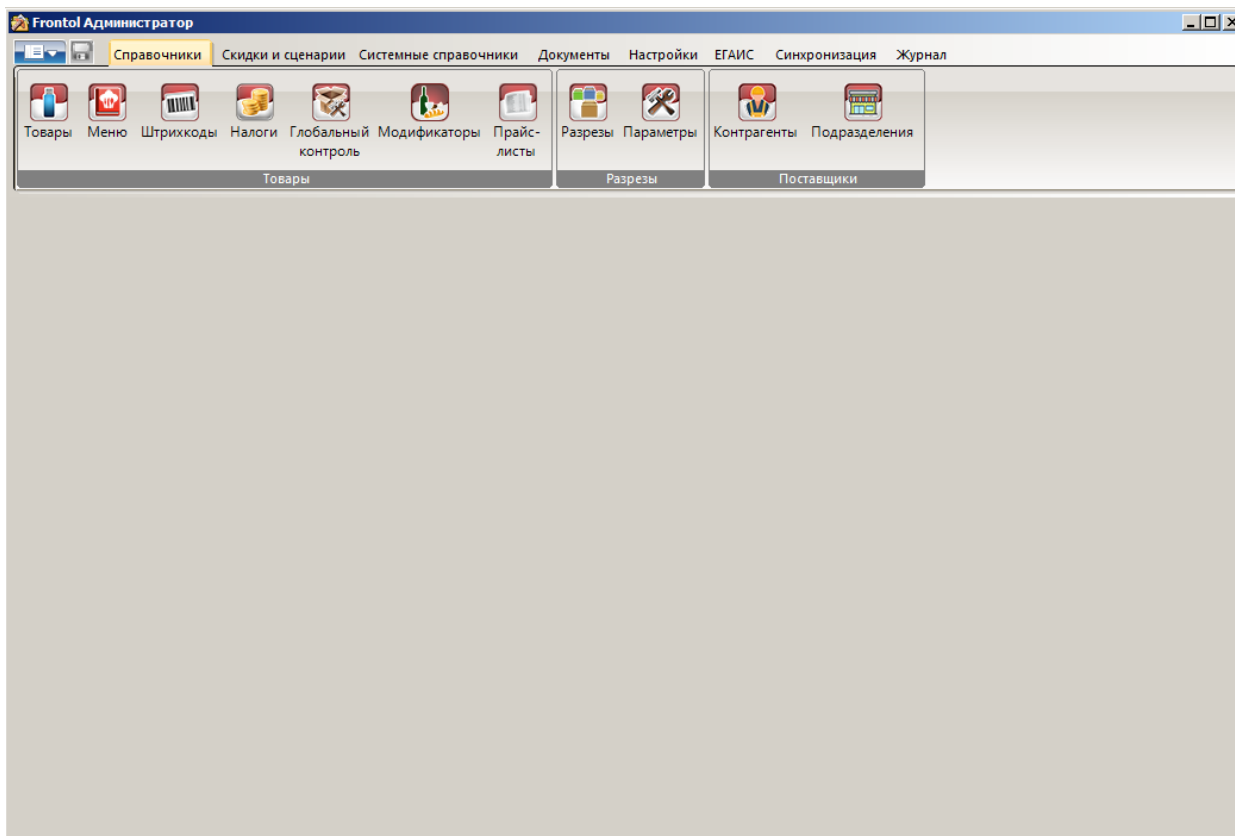 Frontol Администратор
Справочники Скидки и сценарии Системные справочники Документы Настройки ЕГАИС Синхронизация Журнал
Товары Меню Штрихкоды Налоги Глобальный Модификаторы Прайс- Разрезы Параметры Контрагенты Подразделения
контроль листы
Товары Разрезы Поставщики